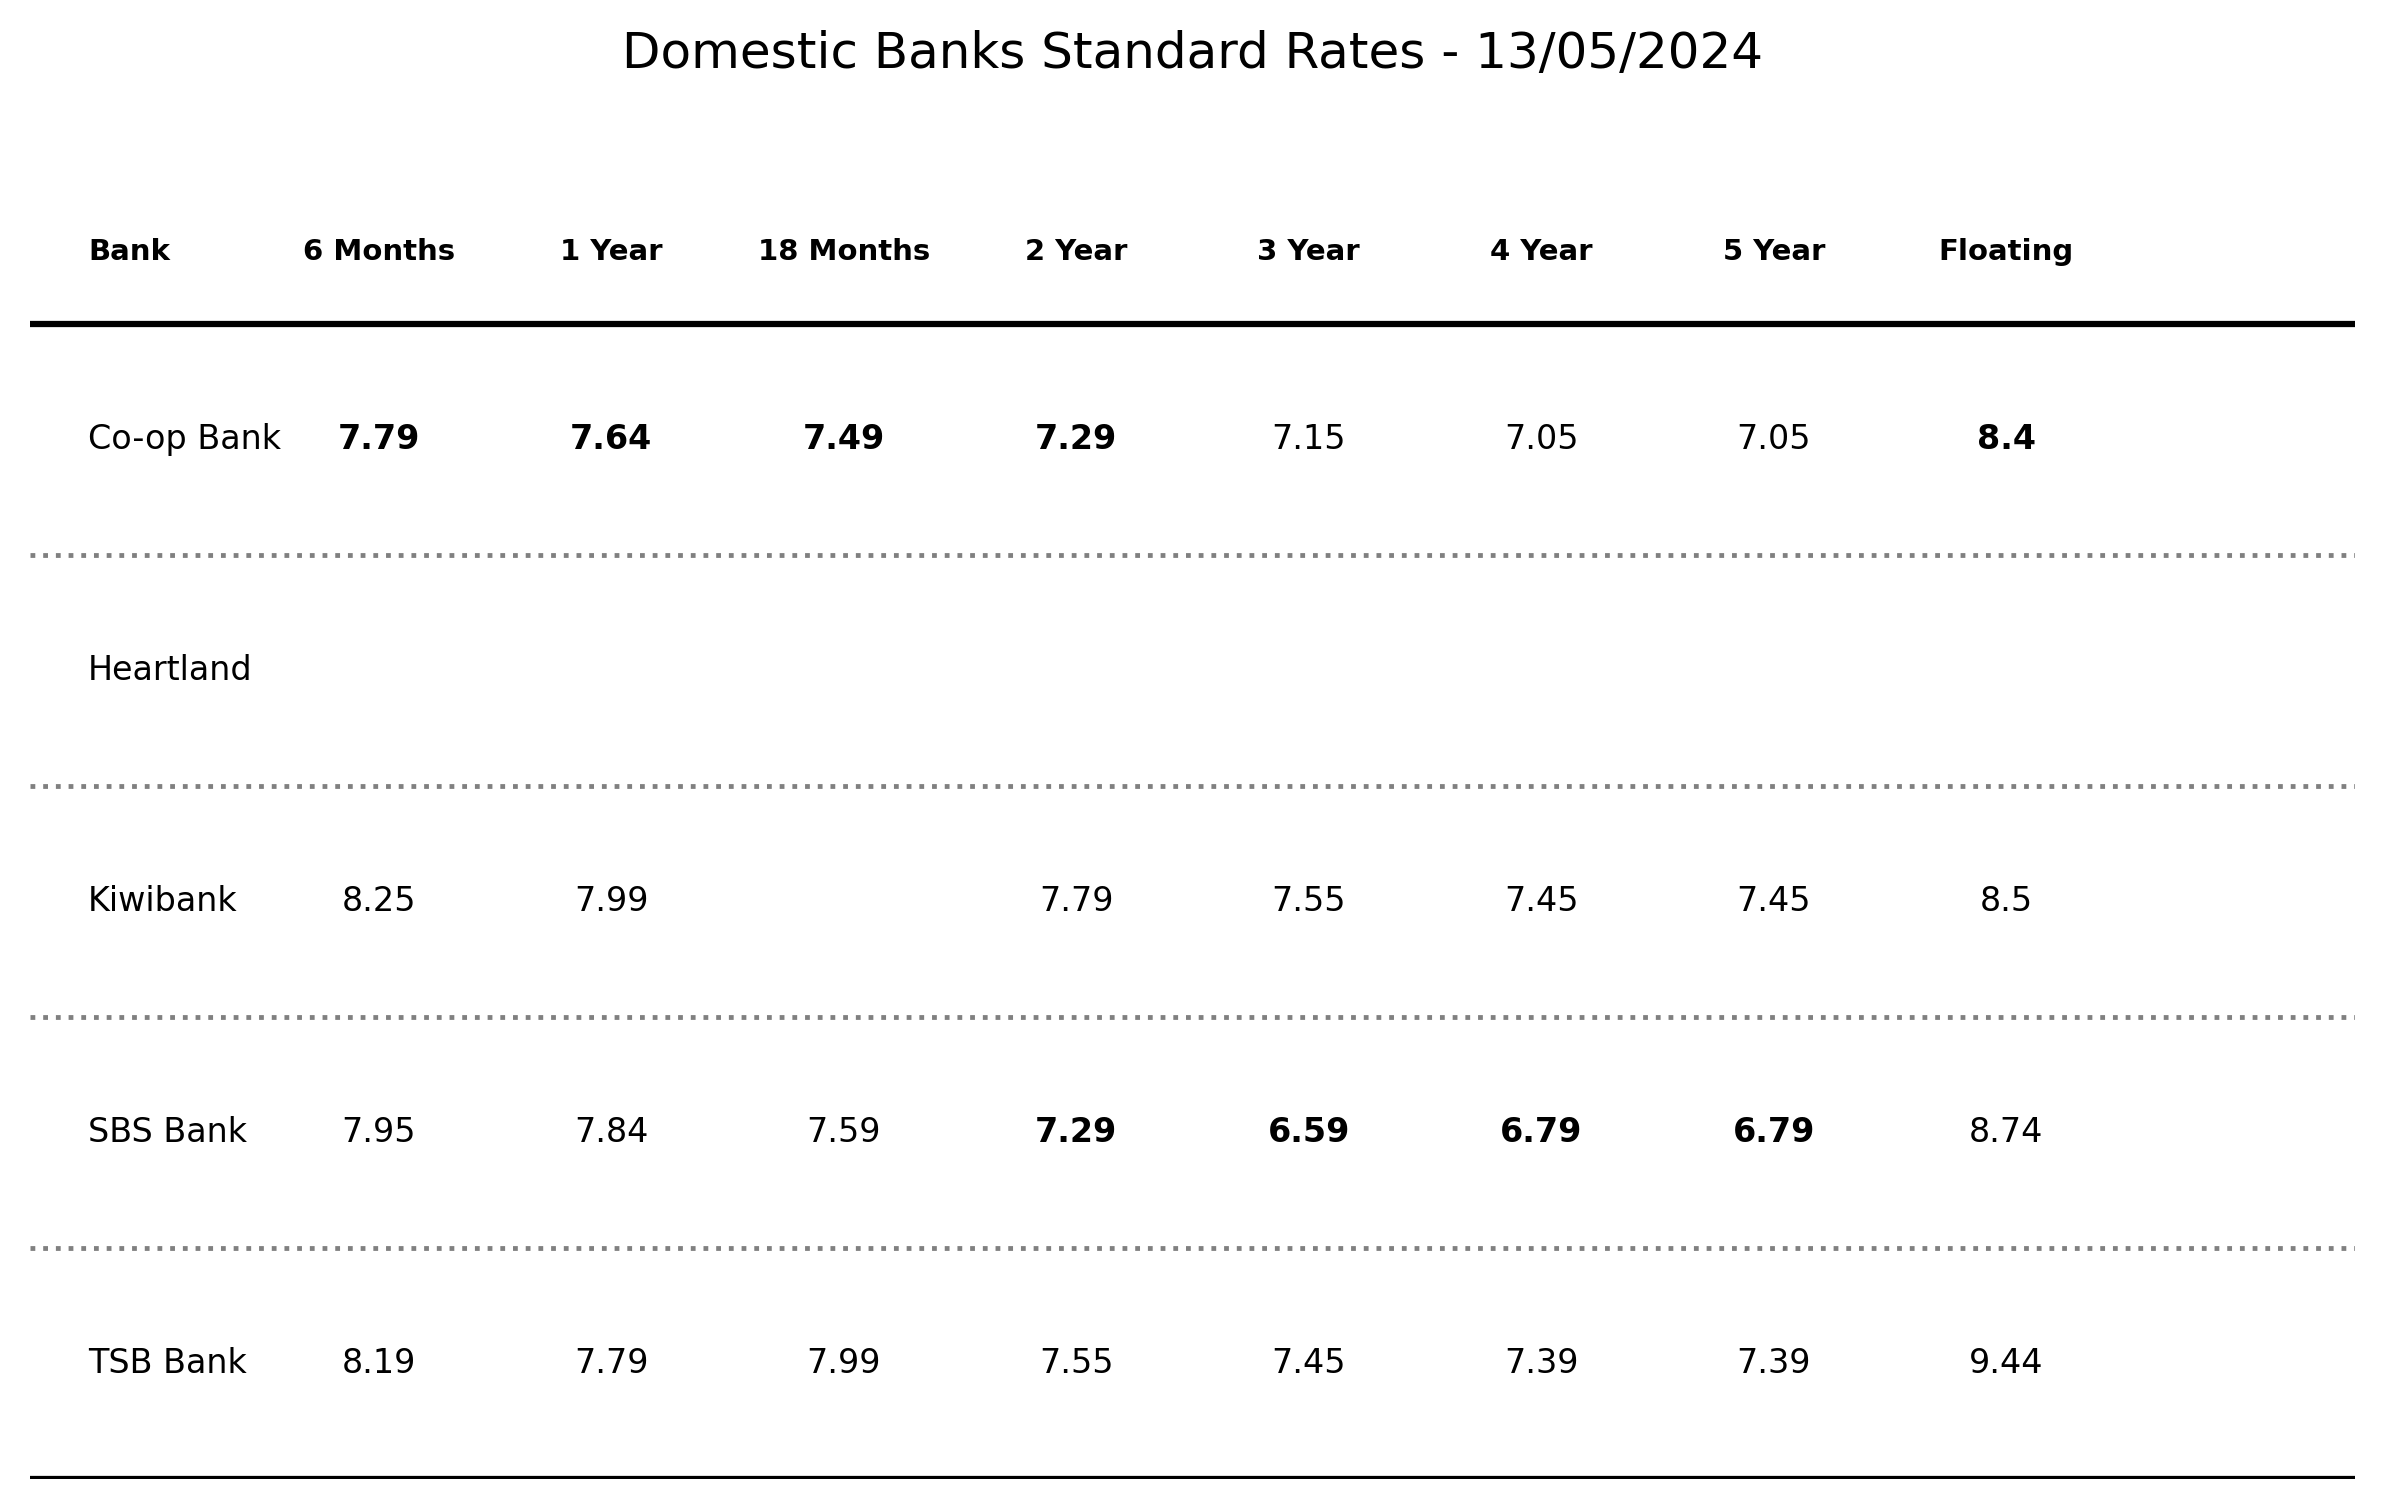 Domestic Banks Standard Rates - 13/05/2024
Bank 6 Months 1 Year 18 Months 2 Year 3 Year 4 Year 5 Year Floating
Co-op Bank 7.79 7.64 7.49 7.29 7.15 7.05 7.05 8.4
Heartland
Kiwibank 8.25 7.99 7.79 7.55 7.45 7.45 8.5
SBS Bank 7.95 7.84 7.59 7.29 6.59 6.79 6.79 8.74
TSB Bank 8.19 7.79 7.99 7.55 7.45 7.39 7.39 9.44